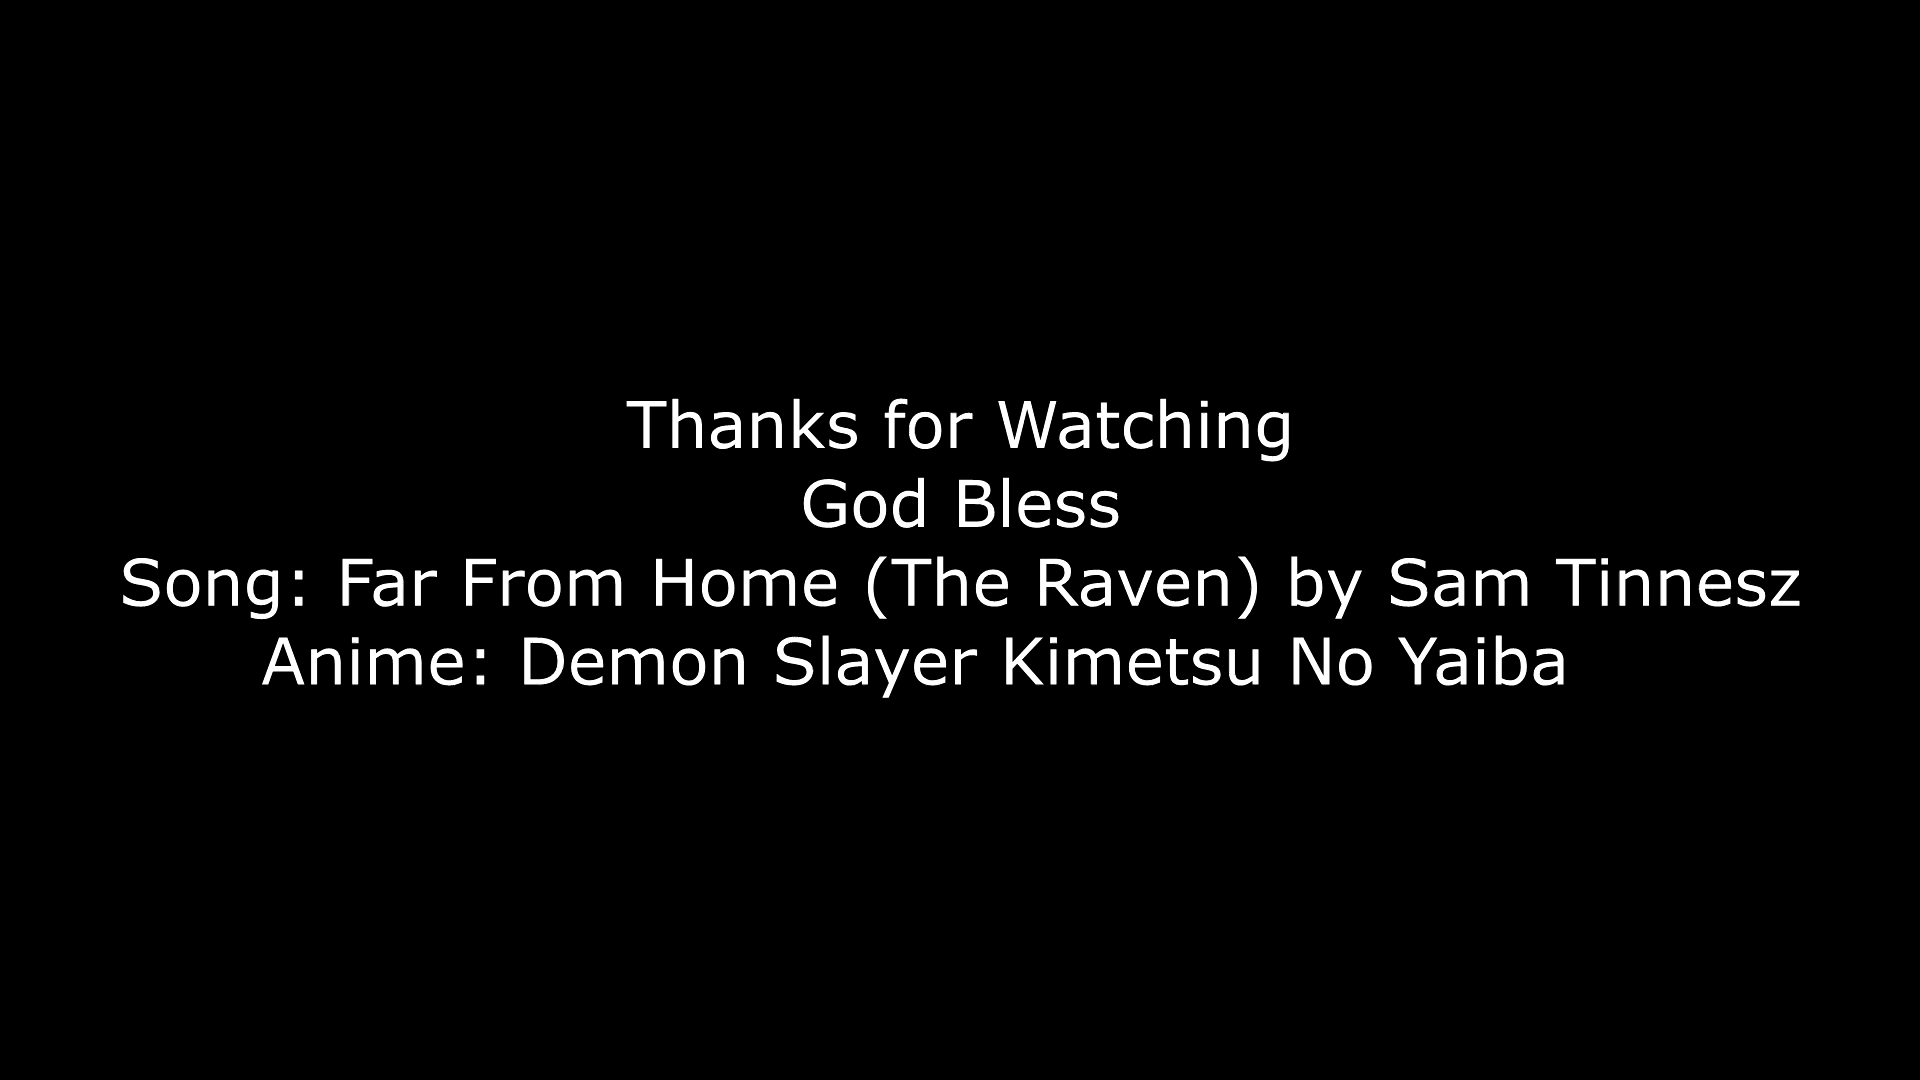 Thanks for Watching
God Bless
Song: Far From Home (The Raven) by Sam Tinnesz
Anime: Demon Slayer Kimetsu No Yaiba